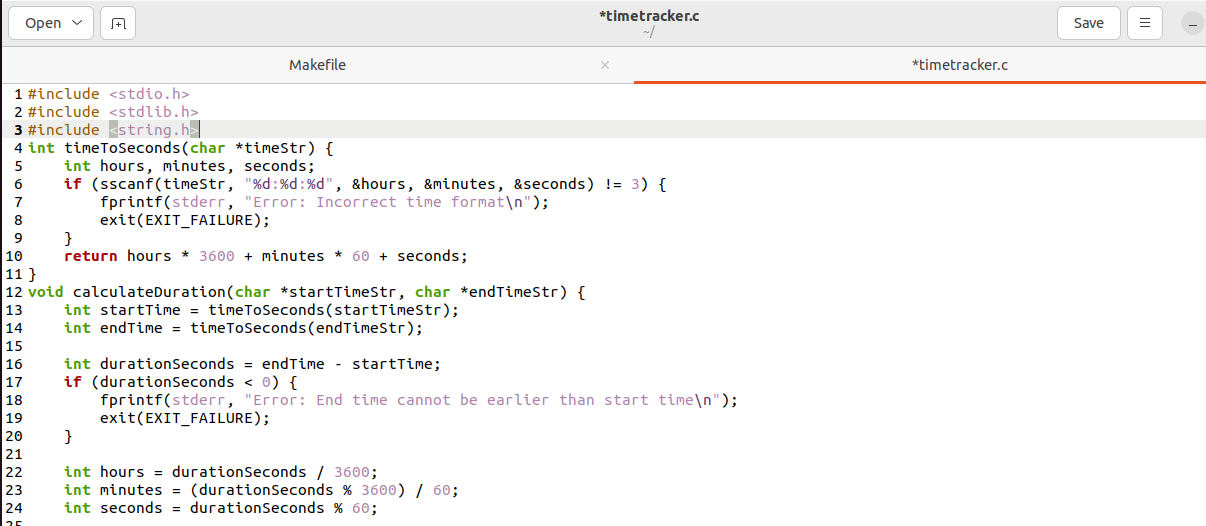 Open
*timetracker.c
~/
Save
Makefile
*timetracker.c
1 #include <stdio.h>
2 #include <stdlib.h>
3 #include <string.h>
4 int timeToSeconds(char *timeStr) {
5     int hours, minutes, seconds;
6     if (sscanf(timeStr, "%d:%d:%d", &hours, &minutes, &seconds) != 3) {
7         fprintf(stderr, "Error: Incorrect time format\n");
8         exit(EXIT_FAILURE);
9     }
10     return hours * 3600 + minutes * 60 + seconds;
11 }
12 void calculateDuration(char *startTimeStr, char *endTimeStr) {
13     int startTime = timeToSeconds(startTimeStr);
14     int endTime = timeToSeconds(endTimeStr);
15
16     int durationSeconds = endTime - startTime;
17     if (durationSeconds < 0) {
18         fprintf(stderr, "Error: End time cannot be earlier than start time\n");
19         exit(EXIT_FAILURE);
20     }
21
22     int hours = durationSeconds / 3600;
23     int minutes = (durationSeconds % 3600) / 60;
24     int seconds = durationSeconds % 60;
25